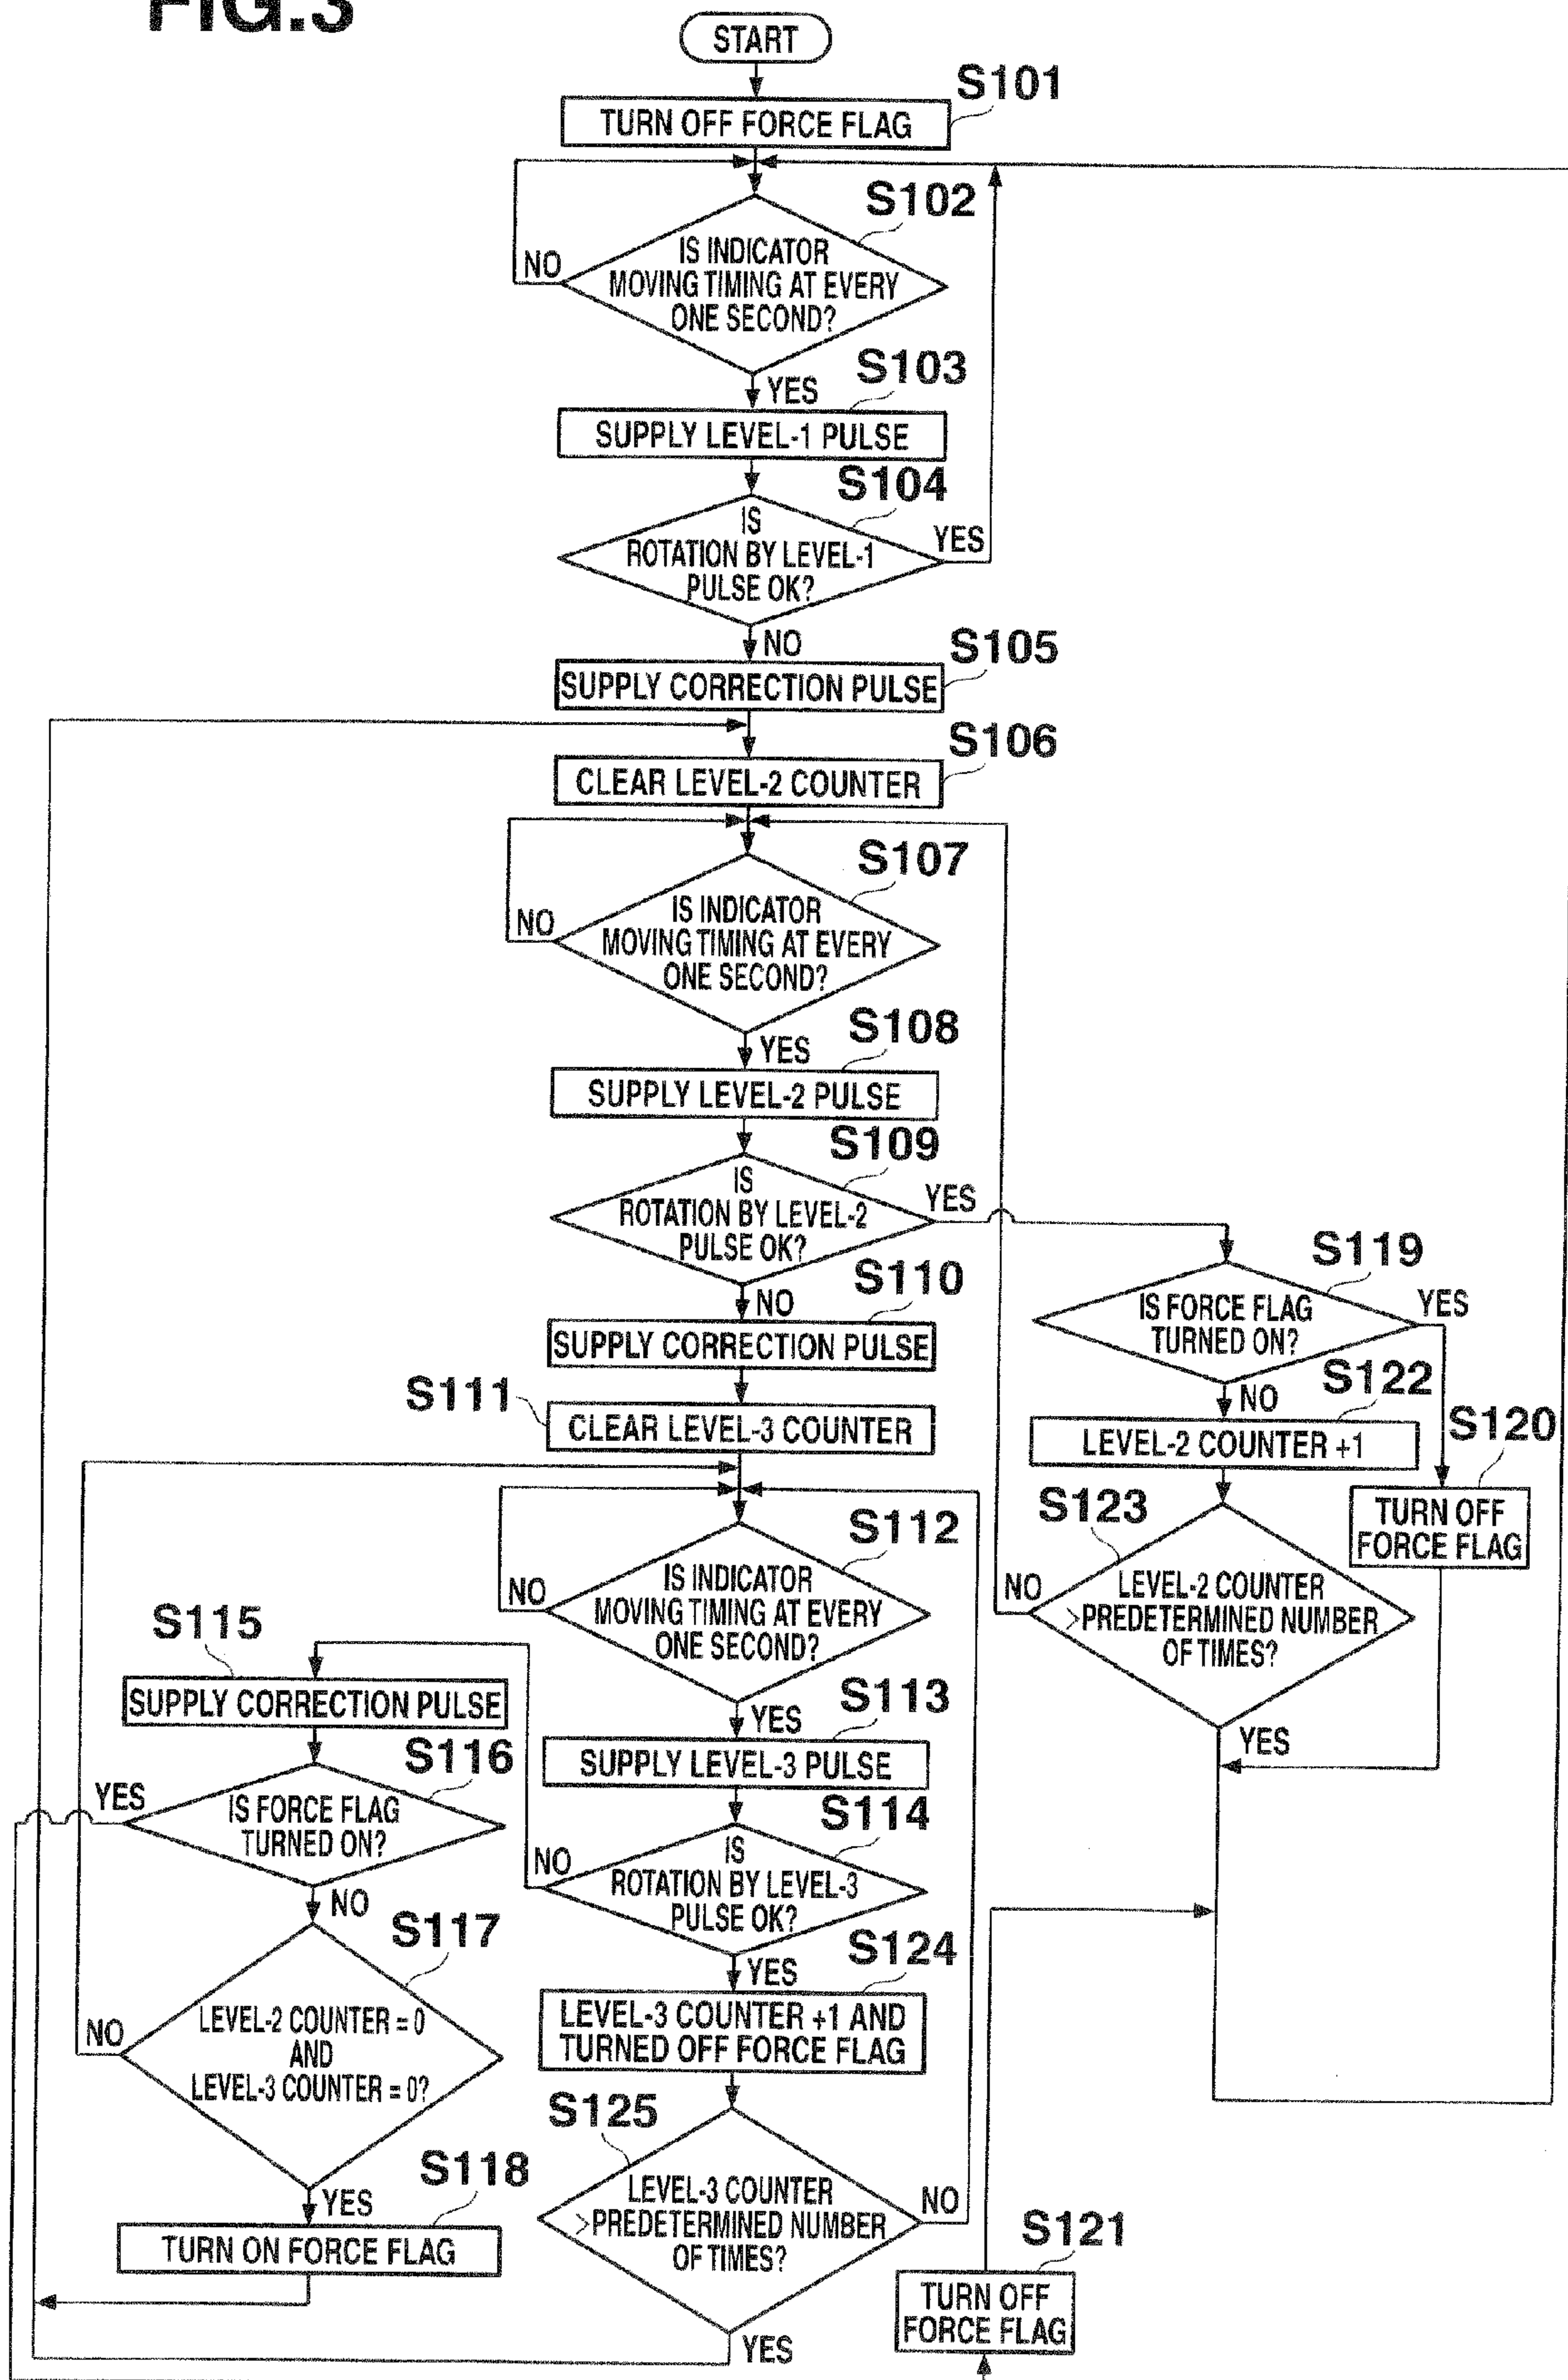 FIG.3
START
S101
TURN OFF FORCE FLAG
S102
IS INDICATOR
MOVING TIMING AT EVERY
ONE SECOND?
NO
YES
S103
SUPPLY LEVEL-1 PULSE
S104
IS
ROTATION BY LEVEL-1
PULSE OK?
YES
NO
S105
SUPPLY CORRECTION PULSE
S106
CLEAR LEVEL-2 COUNTER
S107
IS INDICATOR
MOVING TIMING AT EVERY
ONE SECOND?
NO
YES
S108
SUPPLY LEVEL-2 PULSE
S109
IS
ROTATION BY LEVEL-2
PULSE OK?
YES
NO
S110
SUPPLY CORRECTION PULSE
S111
CLEAR LEVEL-3 COUNTER
S112
IS INDICATOR
MOVING TIMING AT EVERY
ONE SECOND?
NO
YES
S113
SUPPLY LEVEL-3 PULSE
S114
IS
ROTATION BY LEVEL-3
PULSE OK?
NO
YES
S115
SUPPLY CORRECTION PULSE
S116
IS FORCE FLAG
TURNED ON?
YES
NO
S117
LEVEL-2 COUNTER = 0
AND
LEVEL-3 COUNTER = 0?
NO
YES
S118
TURN ON FORCE FLAG
S119
IS FORCE FLAG
TURNED ON?
YES
NO
S120
TURN OFF
FORCE FLAG
S122
LEVEL-2 COUNTER +1
S123
LEVEL-2 COUNTER
>PREDETERMINED NUMBER
OF TIMES?
NO
YES
S124
LEVEL-3 COUNTER +1 AND
TURNED OFF FORCE FLAG
S125
LEVEL-3 COUNTER
>PREDETERMINED NUMBER
OF TIMES?
NO
YES
S121
TURN OFF
FORCE FLAG